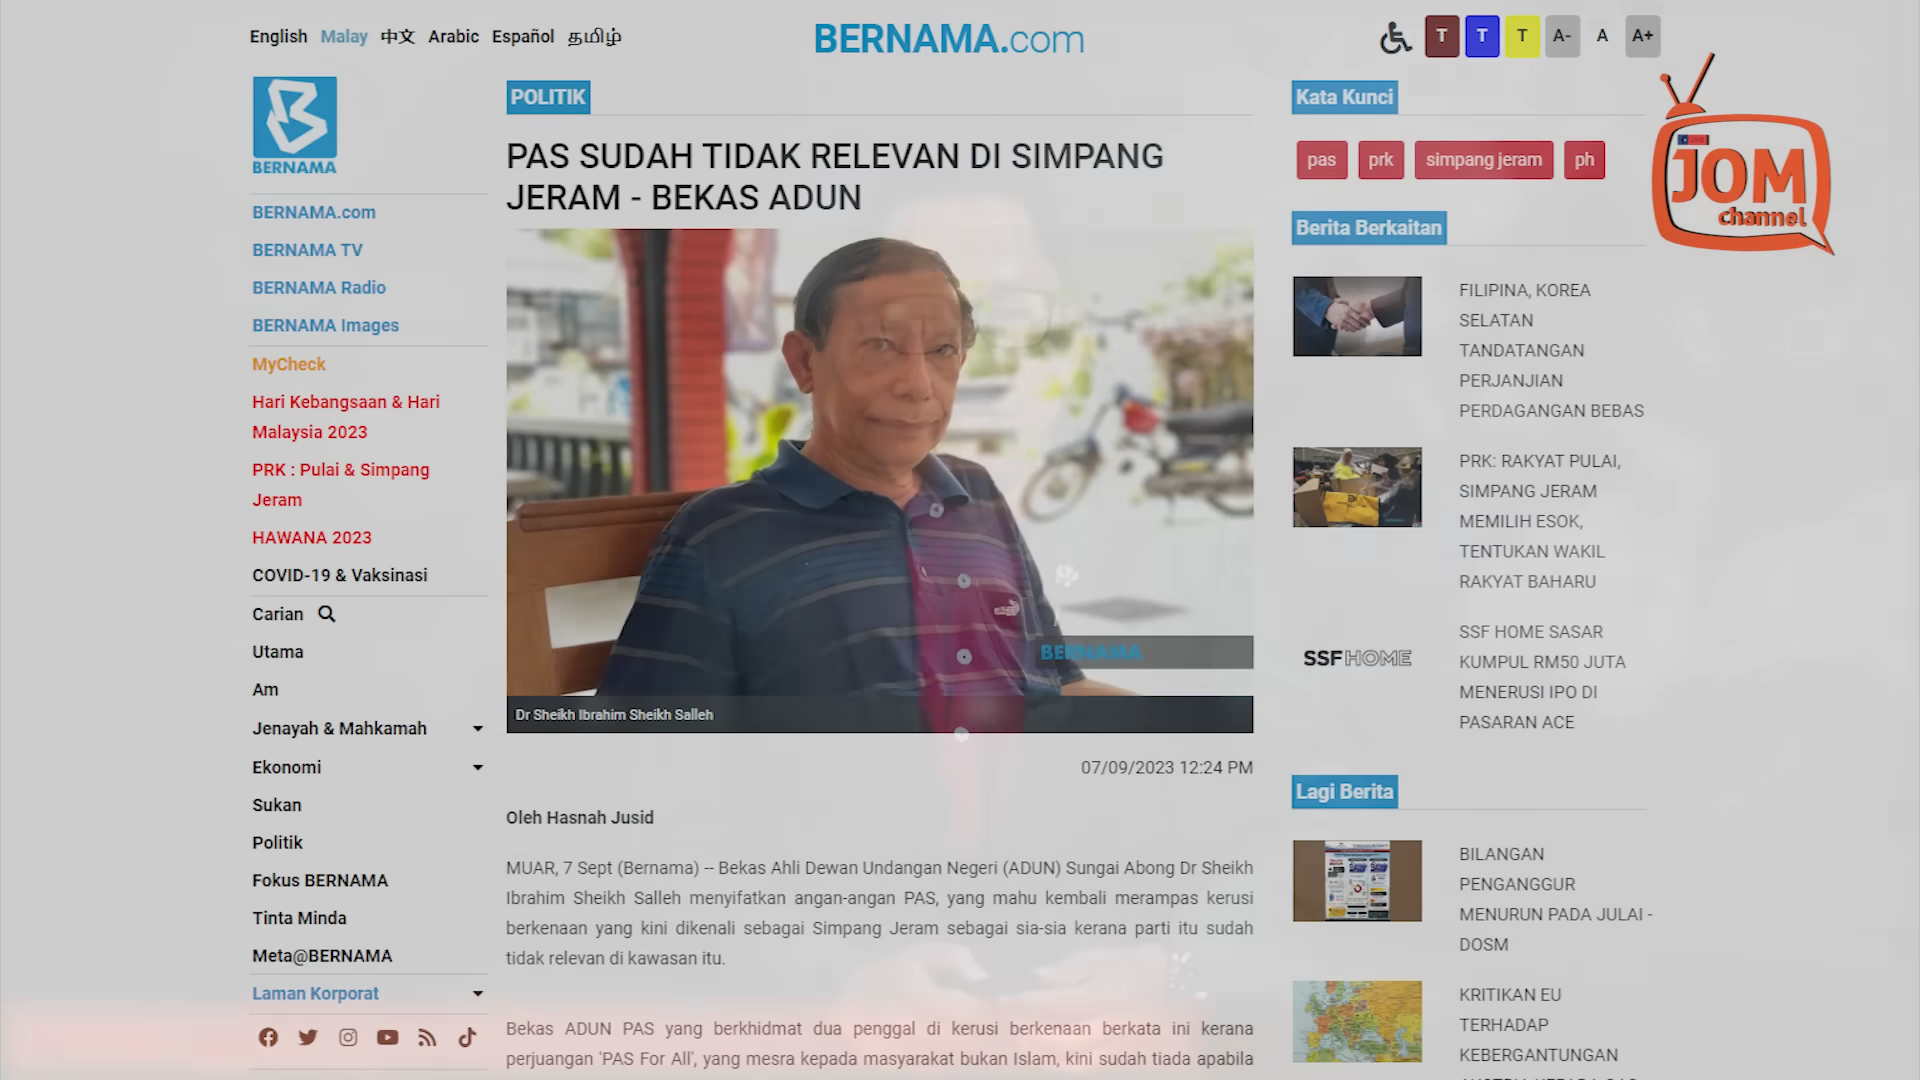 English Malay 中文 Arabic Español தமிழ்
BERNAMA.com
T T T A- A A+
BERNAMA
BERNAMA.com
BERNAMA TV
BERNAMA Radio
BERNAMA Images
MyCheck
Hari Kebangsaan & Hari
Malaysia 2023
PRK : Pulai & Simpang
Jeram
HAWANA 2023
COVID-19 & Vaksinasi
Carian
Utama
Am
Jenayah & Mahkamah
Ekonomi
Sukan
Politik
Fokus BERNAMA
Tinta Minda
Meta@BERNAMA
Laman Korporat
POLITIK
PAS SUDAH TIDAK RELEVAN DI SIMPANG
JERAM - BEKAS ADUN
BERNAMA
Dr Sheikh Ibrahim Sheikh Salleh
07/09/2023 12:24 PM
Oleh Hasnah Jusid
MUAR, 7 Sept (Bernama) -- Bekas Ahli Dewan Undangan Negeri (ADUN) Sungai Abong Dr Sheikh
Ibrahim Sheikh Salleh menyifatkan angan-angan PAS, yang mahu kembali merampas kerusi
berkenaan yang kini dikenali sebagai Simpang Jeram sebagai sia-sia kerana parti itu sudah
tidak relevan di kawasan itu.
Bekas ADUN PAS yang berkhidmat dua penggal di kerusi berkenaan berkata ini kerana
perjuangan 'PAS For All', yang mesra kepada masyarakat bukan Islam, kini sudah tiada apabila
Kata Kunci
pas prk simpang jeram ph
JOM
channel
Berita Berkaitan
FILIPINA, KOREA
SELATAN
TANDATANGAN
PERJANJIAN
PERDAGANGAN BEBAS
PRK: RAKYAT PULAI,
SIMPANG JERAM
MEMILIH ESOK,
TENTUKAN WAKIL
RAKYAT BAHARU
SSF HOME
SSF HOME SASAR
KUMPUL RM50 JUTA
MENERUSI IPO DI
PASARAN ACE
Lagi Berita
BILANGAN
PENGANGGUR
MENURUN PADA JULAI -
DOSM
KRITIKAN EU
TERHADAP
KEBERGANTUNGAN